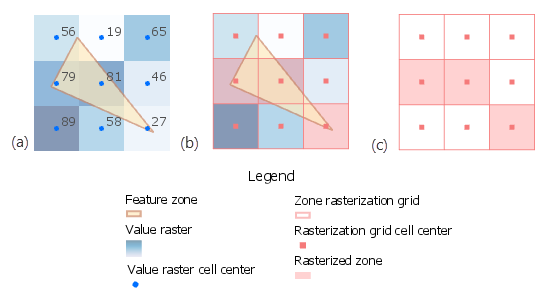 56 19 65
79 81 46
89 58 27
(a) (b) (c)
Legend
Feature zone
Zone rasterization grid
Value raster
Rasterization grid cell center
Value raster cell center
Rasterized zone